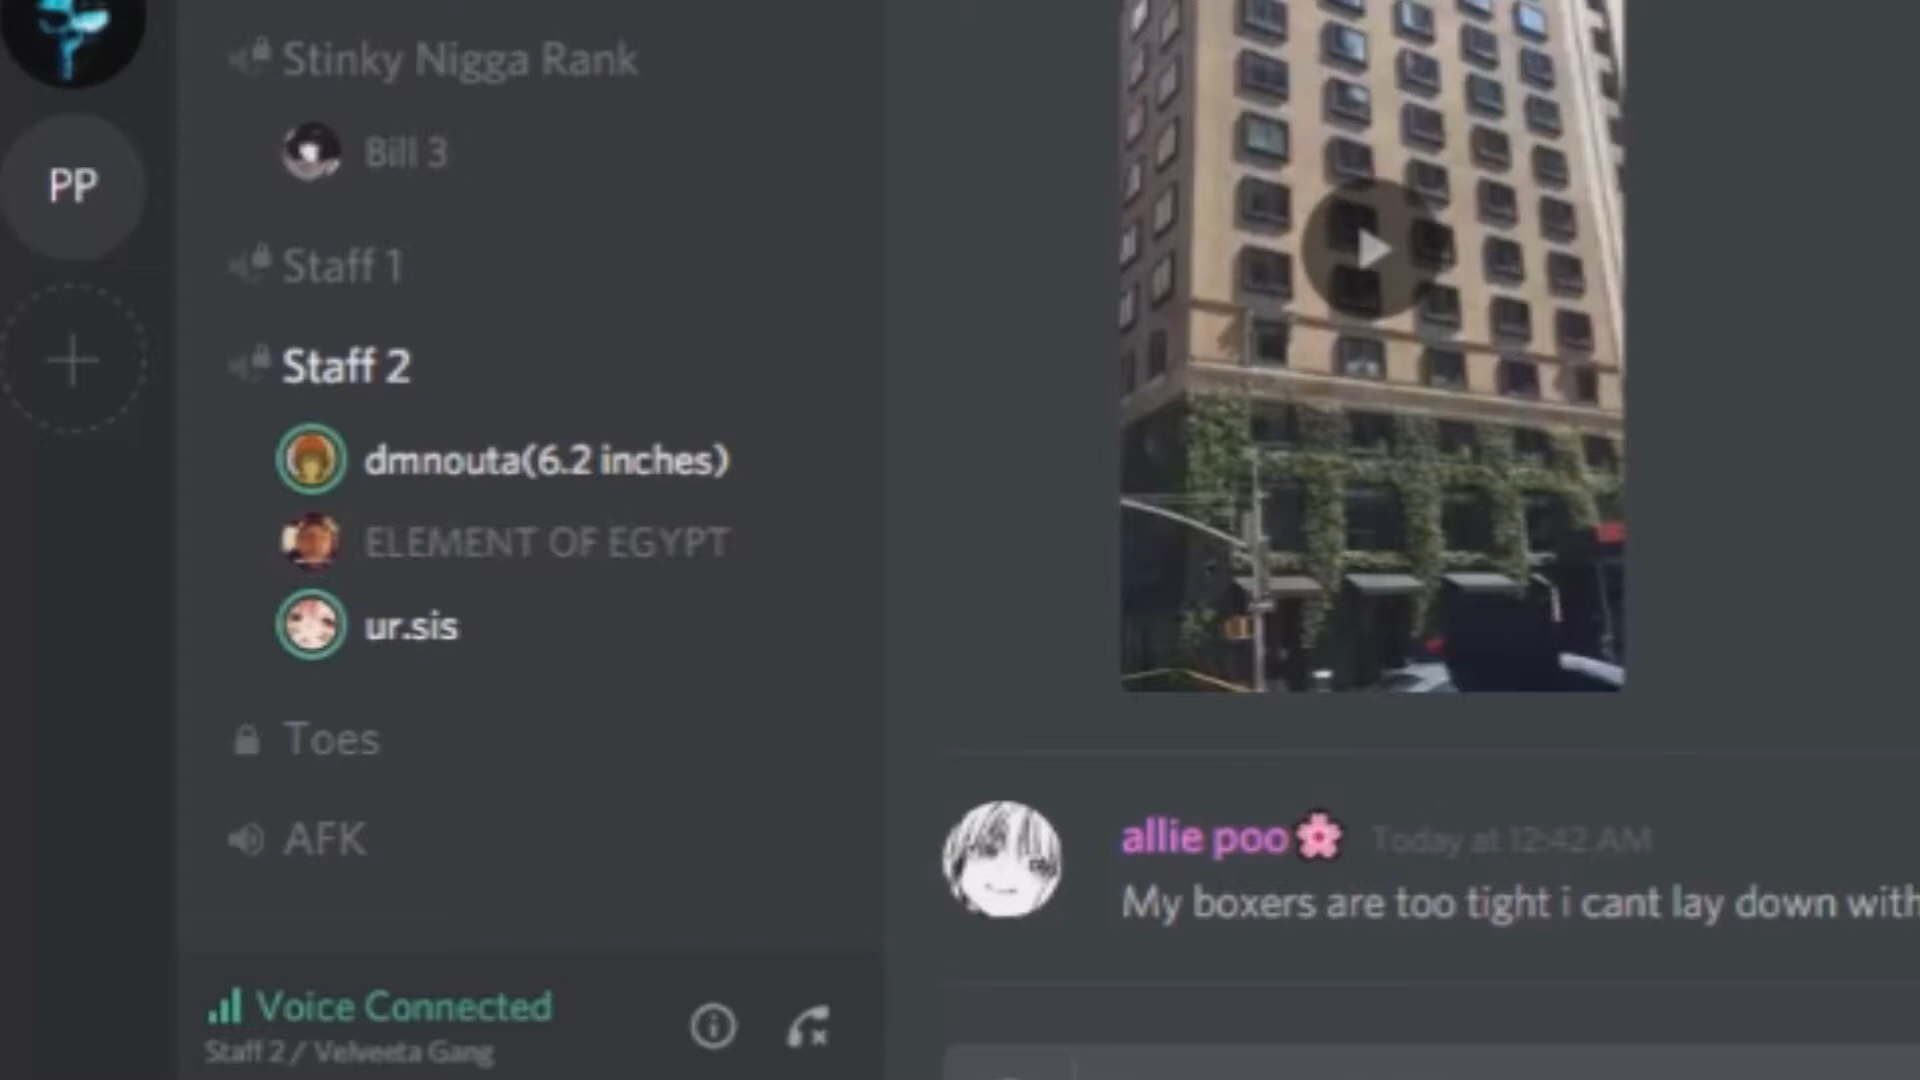 Stinky Nigga Rank
Bill 3
PP
Staff 1
Staff 2
dmnouta(6.2 inches)
ELEMENT OF EGYPT
ur.sis
Toes
AFK
Voice Connected
Staff 2 / Velveeta Gang
allie poo Today at 12:42 AM
My boxers are too tight i cant lay down with